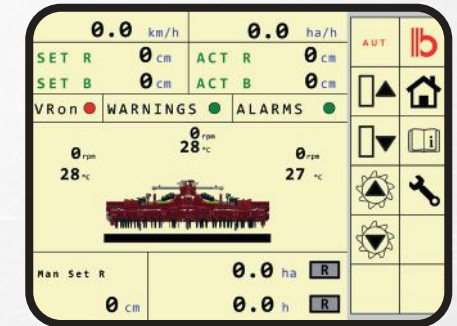 0.0 km/h 0.0 ha/h
SET R 0 cm ACT R 0 cm
SET B 0 cm ACT B 0 cm
VRon WARNINGS ALARMS
0 rpm
28 °C
0 rpm
28 °C
0 rpm
27 °C
Man Set R
0 cm
0.0 ha R
0.0 h R
AUT
b
i